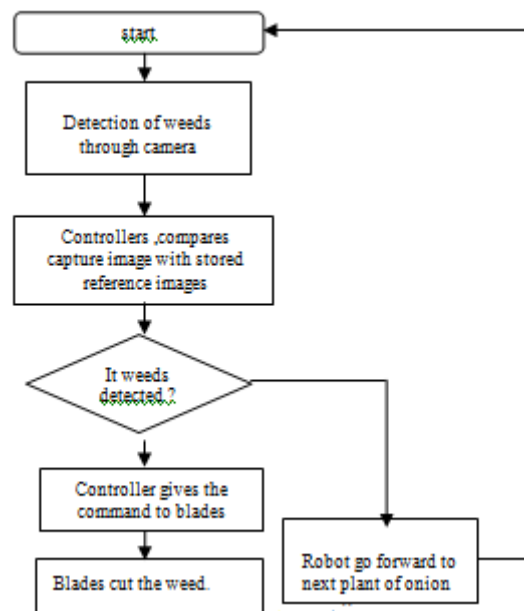 start.
Detection of weeds
through camera
Controllers ,compares
capture image with stored
reference images
It weeds
detected.?
Controller gives the
command to blades
Blades cut the weed.
Robot go forward to
next plant of onion